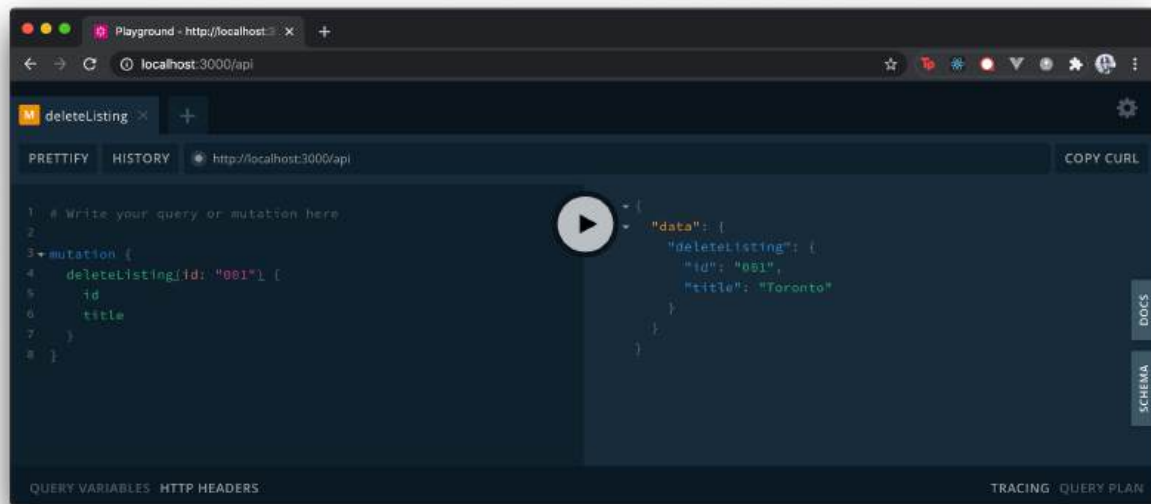 Playground - http://localhost:3
localhost:3000/api
Tp
M deleteListing
PRETTIFY HISTORY http://localhost:3000/api COPY CURL
1 # Write your query or mutation here
2
3 mutation {
4 deleteListing(id: "001") {
5 id
6 title
7 }
8 }
{
"data": {
"deleteListing": {
"id": "001",
"title": "Toronto"
}
}
}
DOCS
SCHEMA
QUERY VARIABLES HTTP HEADERS TRACING QUERY PLAN